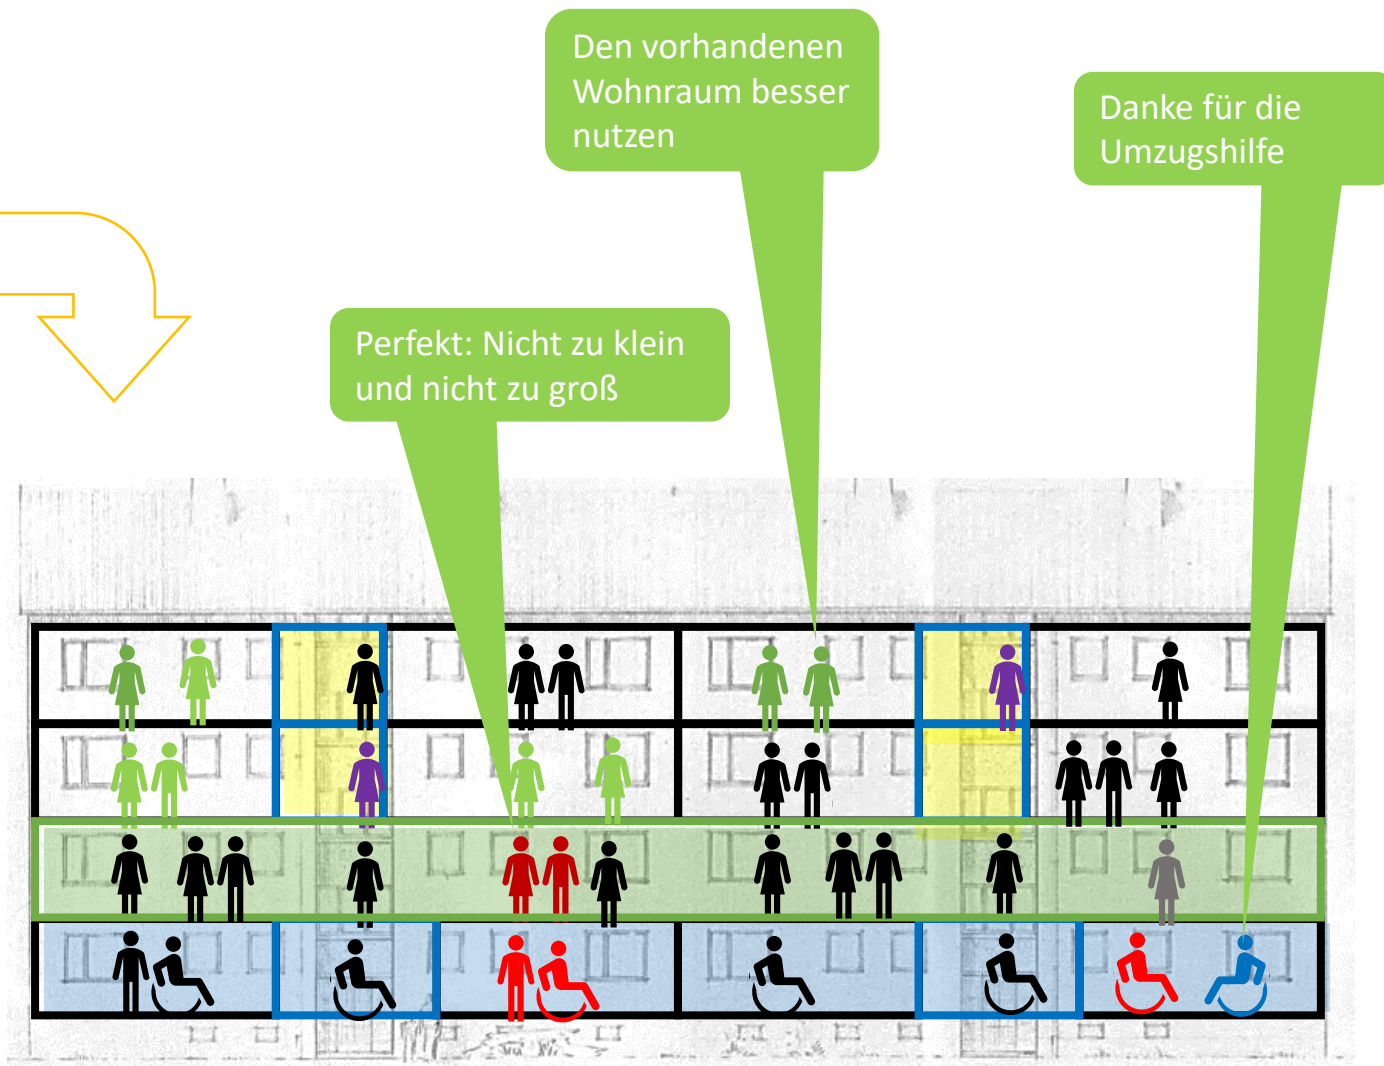 Den vorhandenen
Wohnraum besser
nutzen
Danke für die
Umzugshilfe
Perfekt: Nicht zu klein
und nicht zu groß